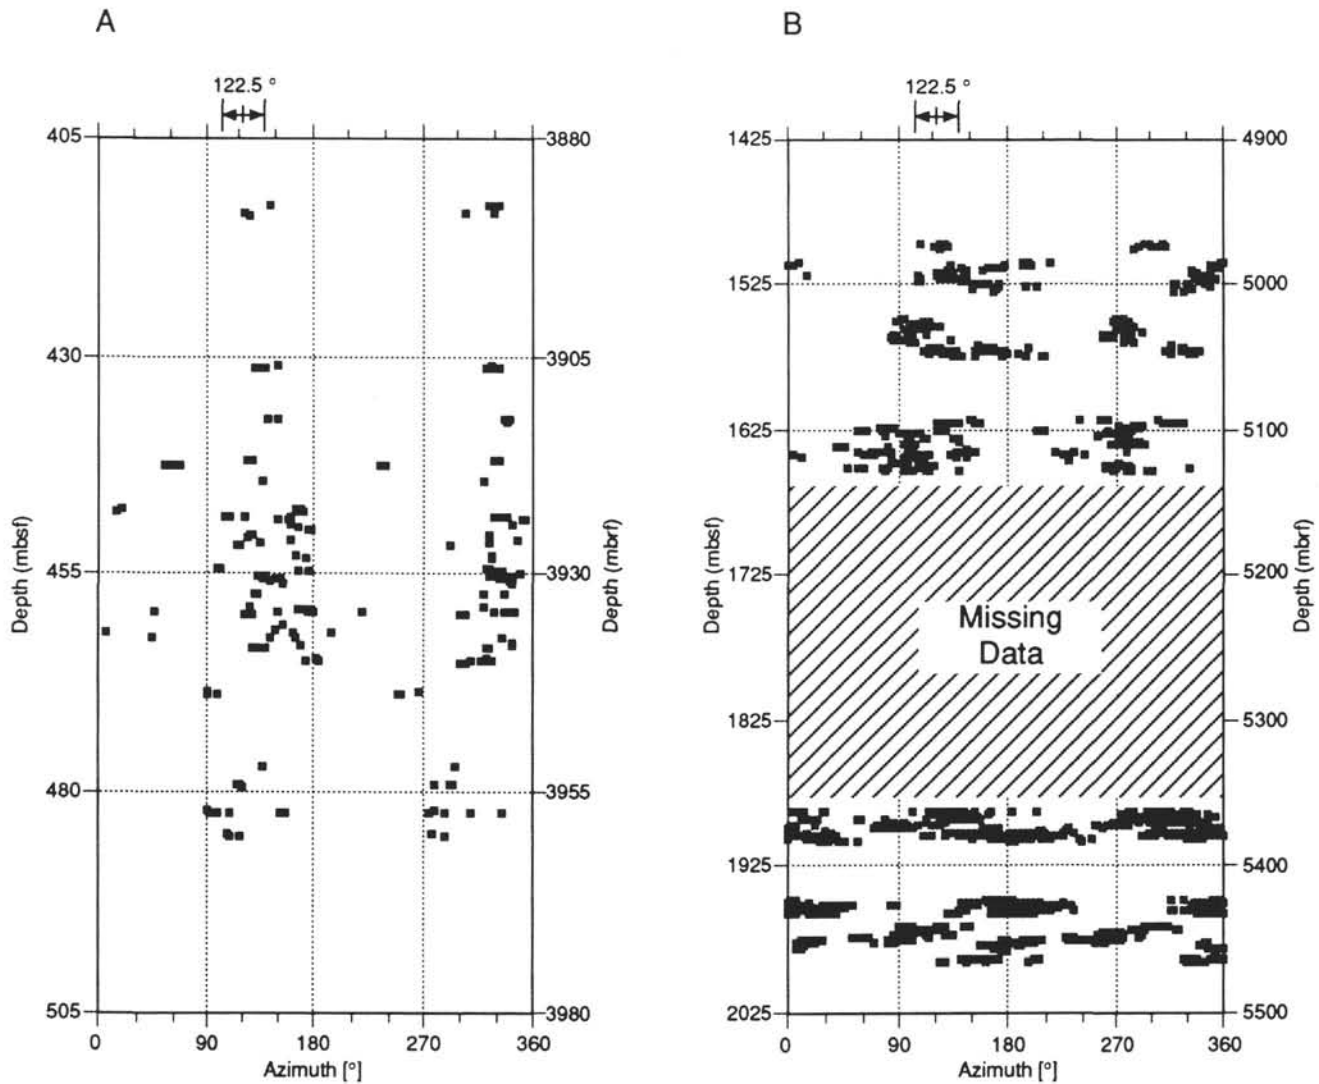 A
122.5 °
405
430
455
480
505
Depth (mbsf)
3880
3905
3930
3955
3980
Depth (mbrf)
0 90 180 270 360
Azimuth [°]
B
122.5 °
1425
1525
1625
1725
1825
1925
2025
Depth (mbsf)
4900
5000
5100
5200
5300
5400
5500
Depth (mbrf)
Missing
Data
0 90 180 270 360
Azimuth [°]